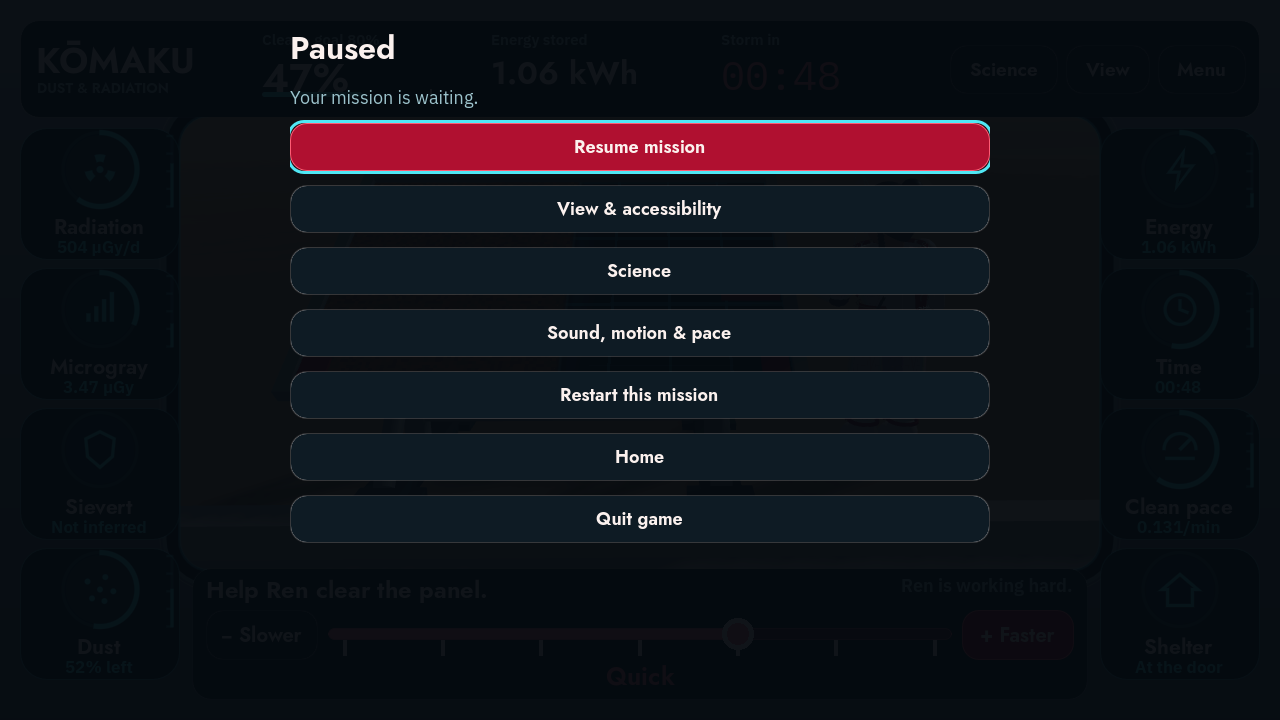 Paused
Your mission is waiting.
Resume mission
View & accessibility
Science
Sound, motion & pace
Restart this mission
Home
Quit game
KŌMAKU
DUST & RADIATION
47%
Energy stored
1.06 kWh
Storm in
00:48
Science
View
Menu
Radiation
504 µGy/d
Microgray
3.47 µGy
Sievert
Not Inferred
Dust
52% left
Energy
1.06 kWh
Time
00:48
Clean pace
0.131/min
Shelter
At the door
Help Ren clear the panel.
Ren is working hard.
– Slower
+ Faster
Quick